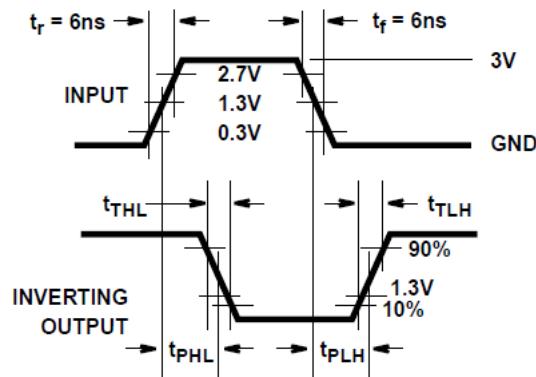 tr = 6ns
tf = 6ns
3V
2.7V
INPUT
1.3V
0.3V
GND
tTHL
tTLH
90%
1.3V
INVERTING
OUTPUT
10%
tPHL
tPLH